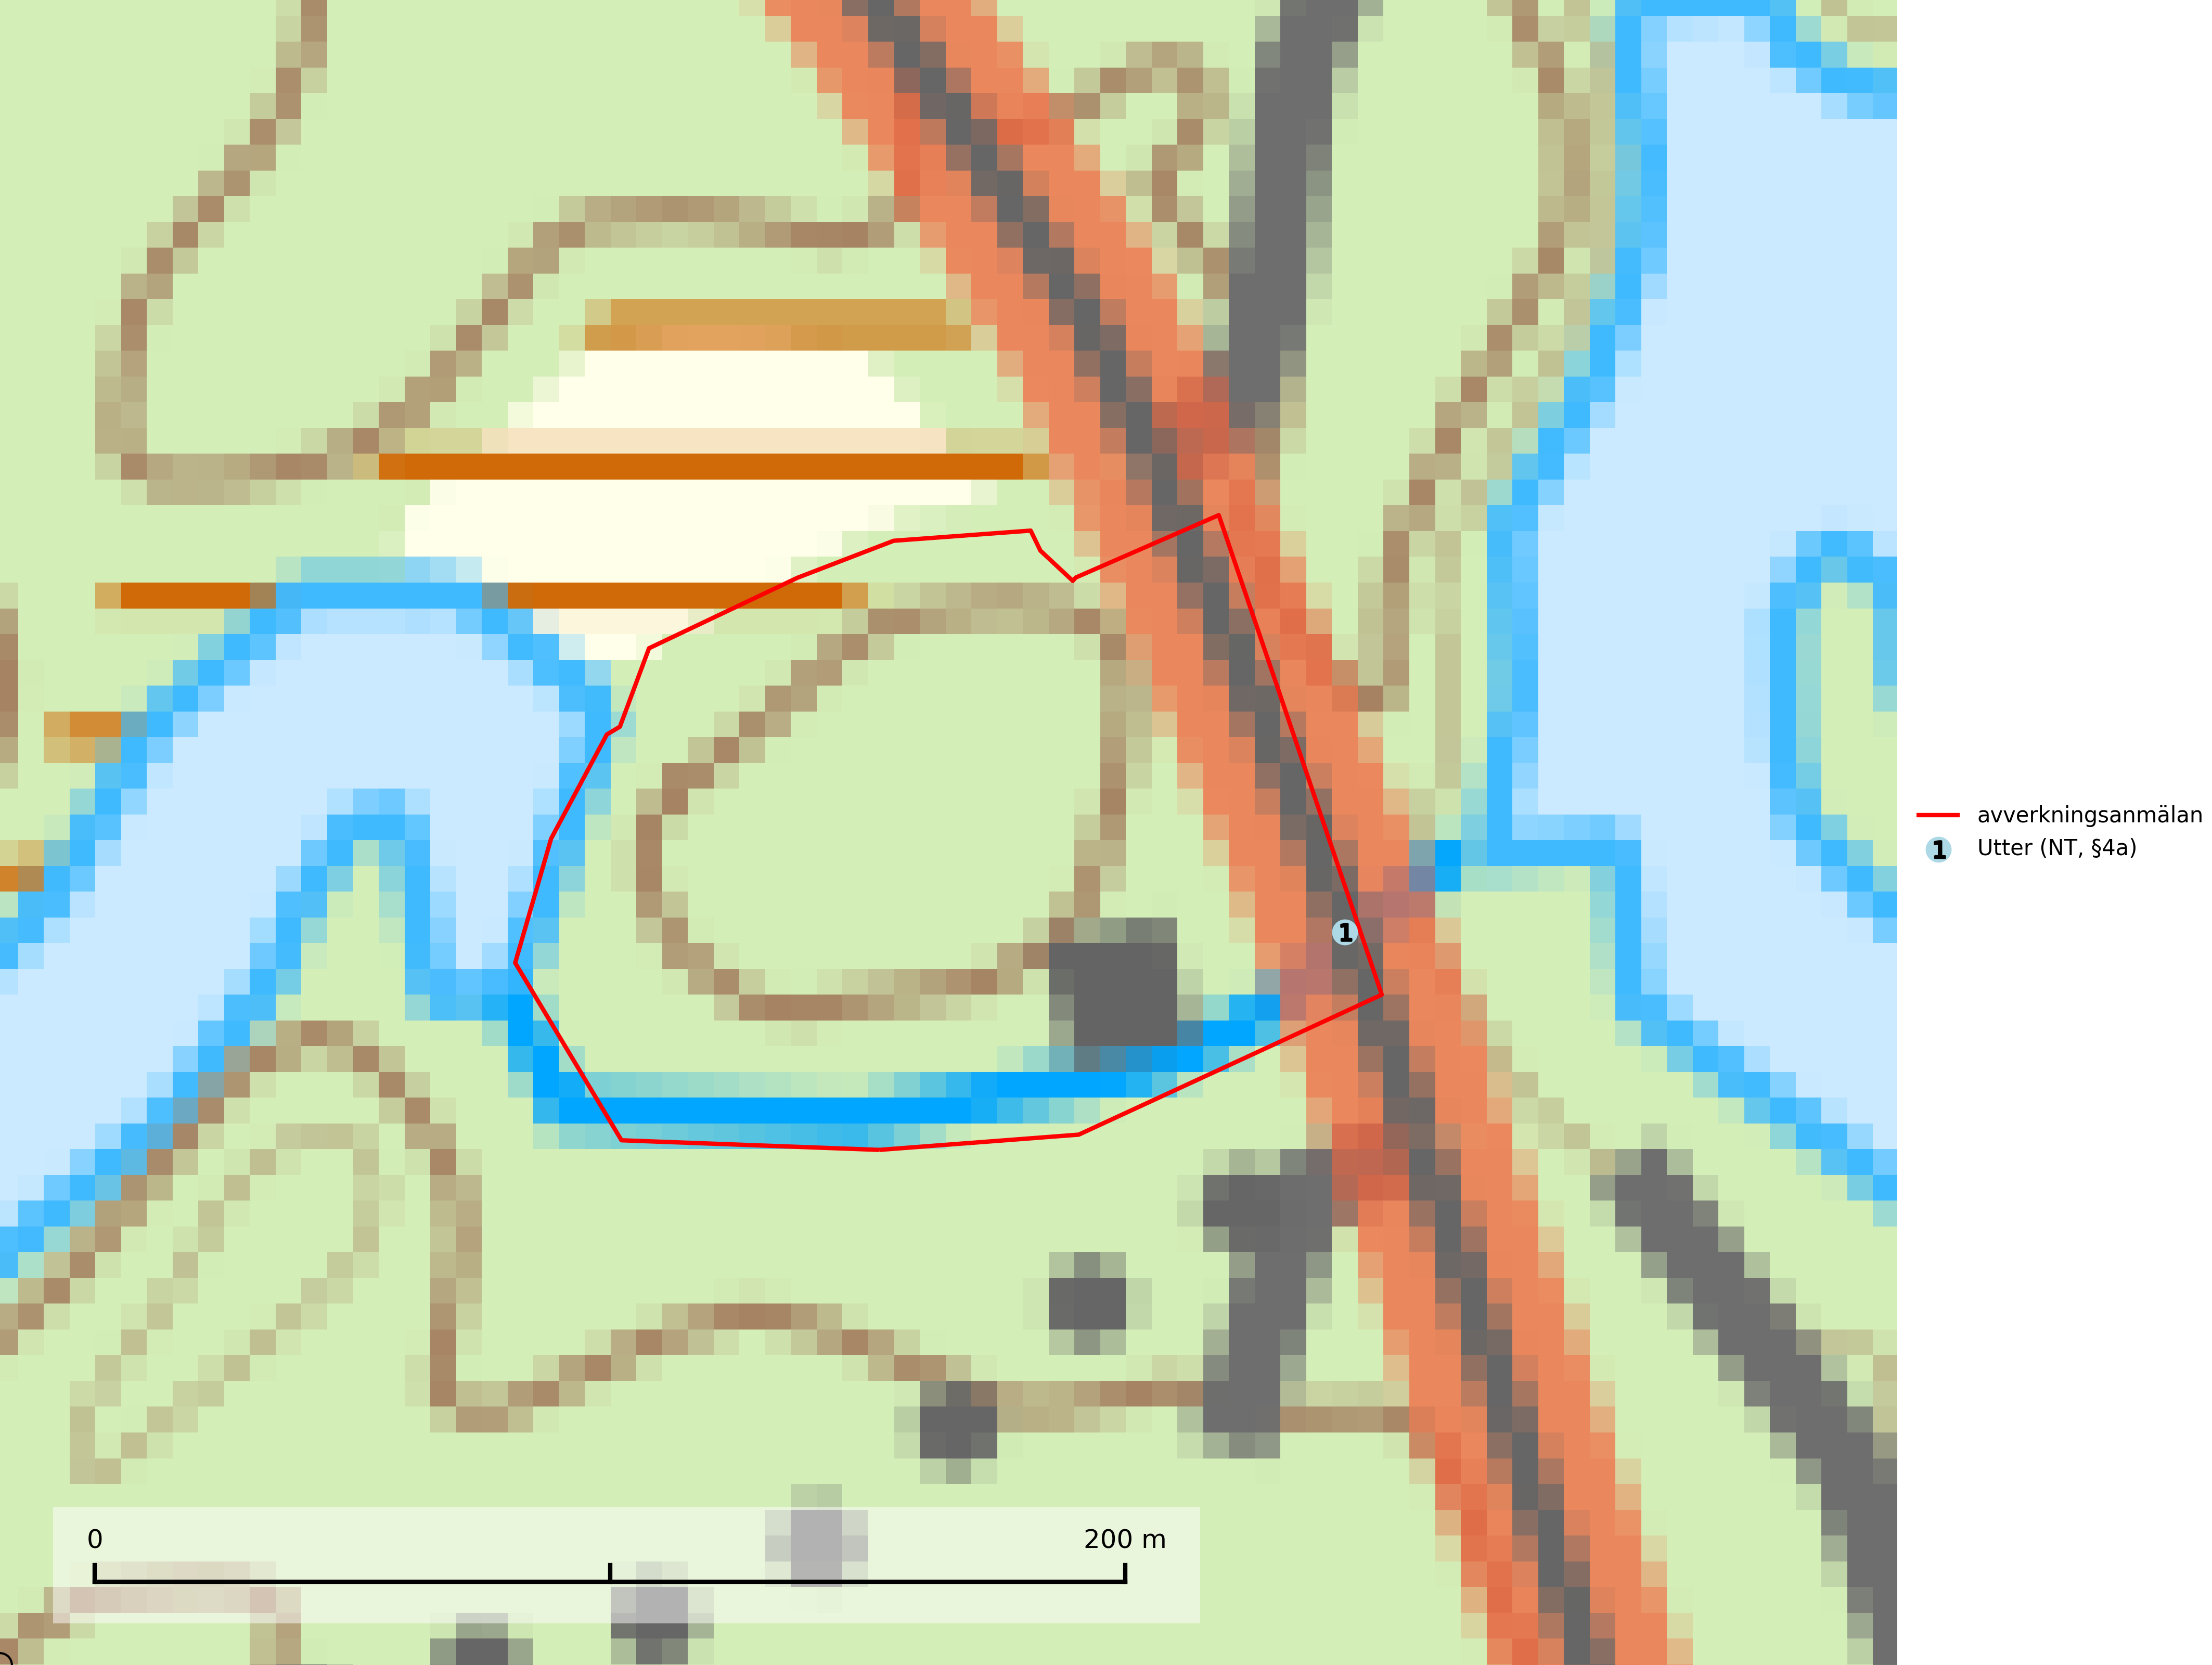 1
avverkningsanmälan
1 Utter (NT, §4a)
0 200 m